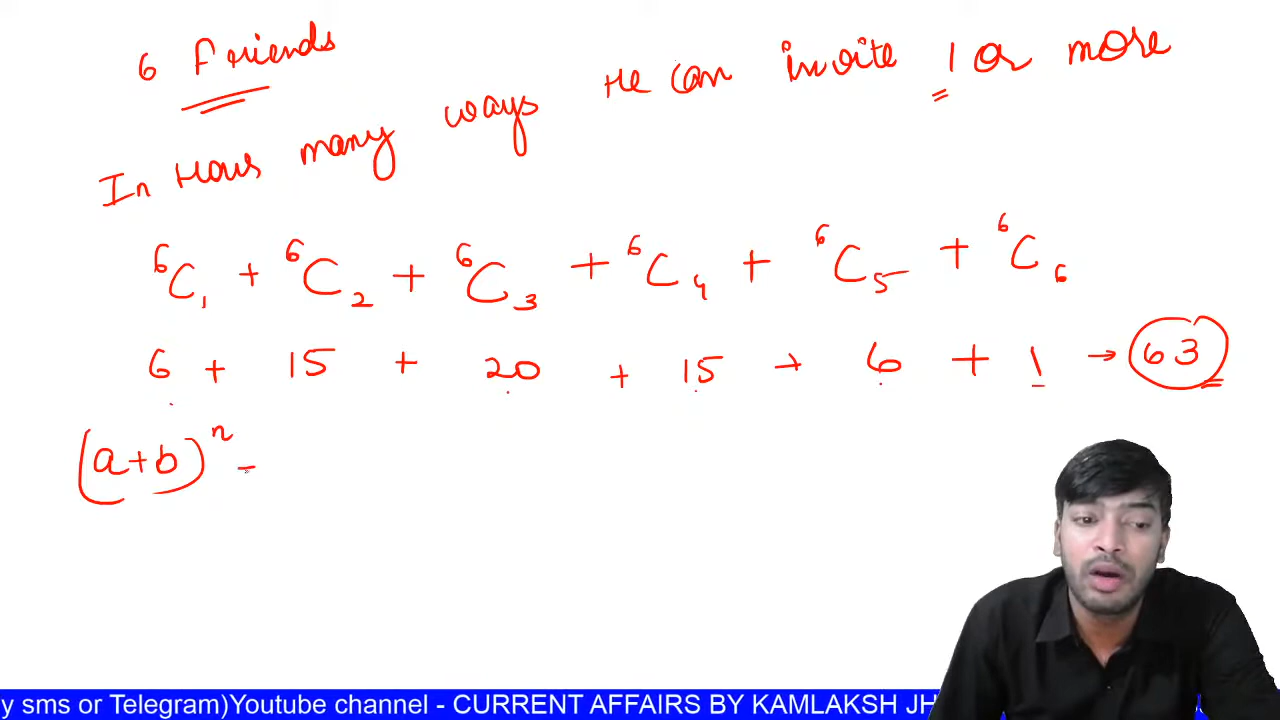 6 Friends
In How many ways He can invite 1 or more
⁶C₁ + ⁶C₂ + ⁶C₃ + ⁶C₄ + ⁶C₅ + ⁶C₆
6 + 15 + 20 + 15 + 6 + 1 → 63
(a+b)ⁿ =
y sms or Telegram)Youtube channel - CURRENT AFFAIRS BY KAMLAKSH JH